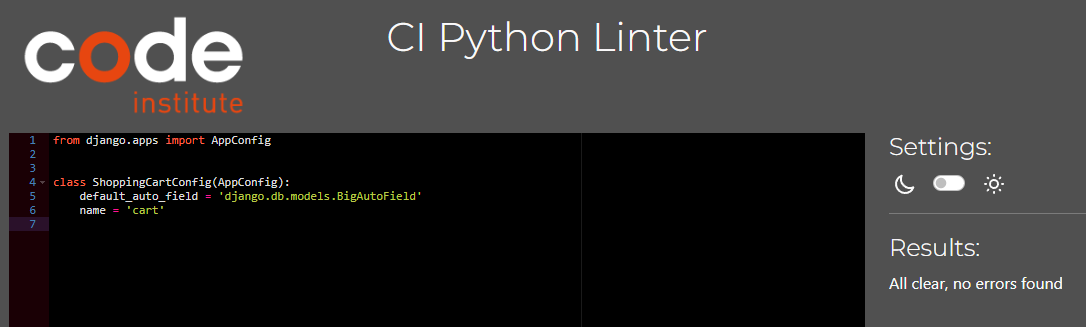 code
institute
CI Python Linter
1 from django.apps import AppConfig
2
3
4 class ShoppingCartConfig(AppConfig):
5     default_auto_field = 'django.db.models.BigAutoField'
6     name = 'cart'
7
Settings:
Results:
All clear, no errors found